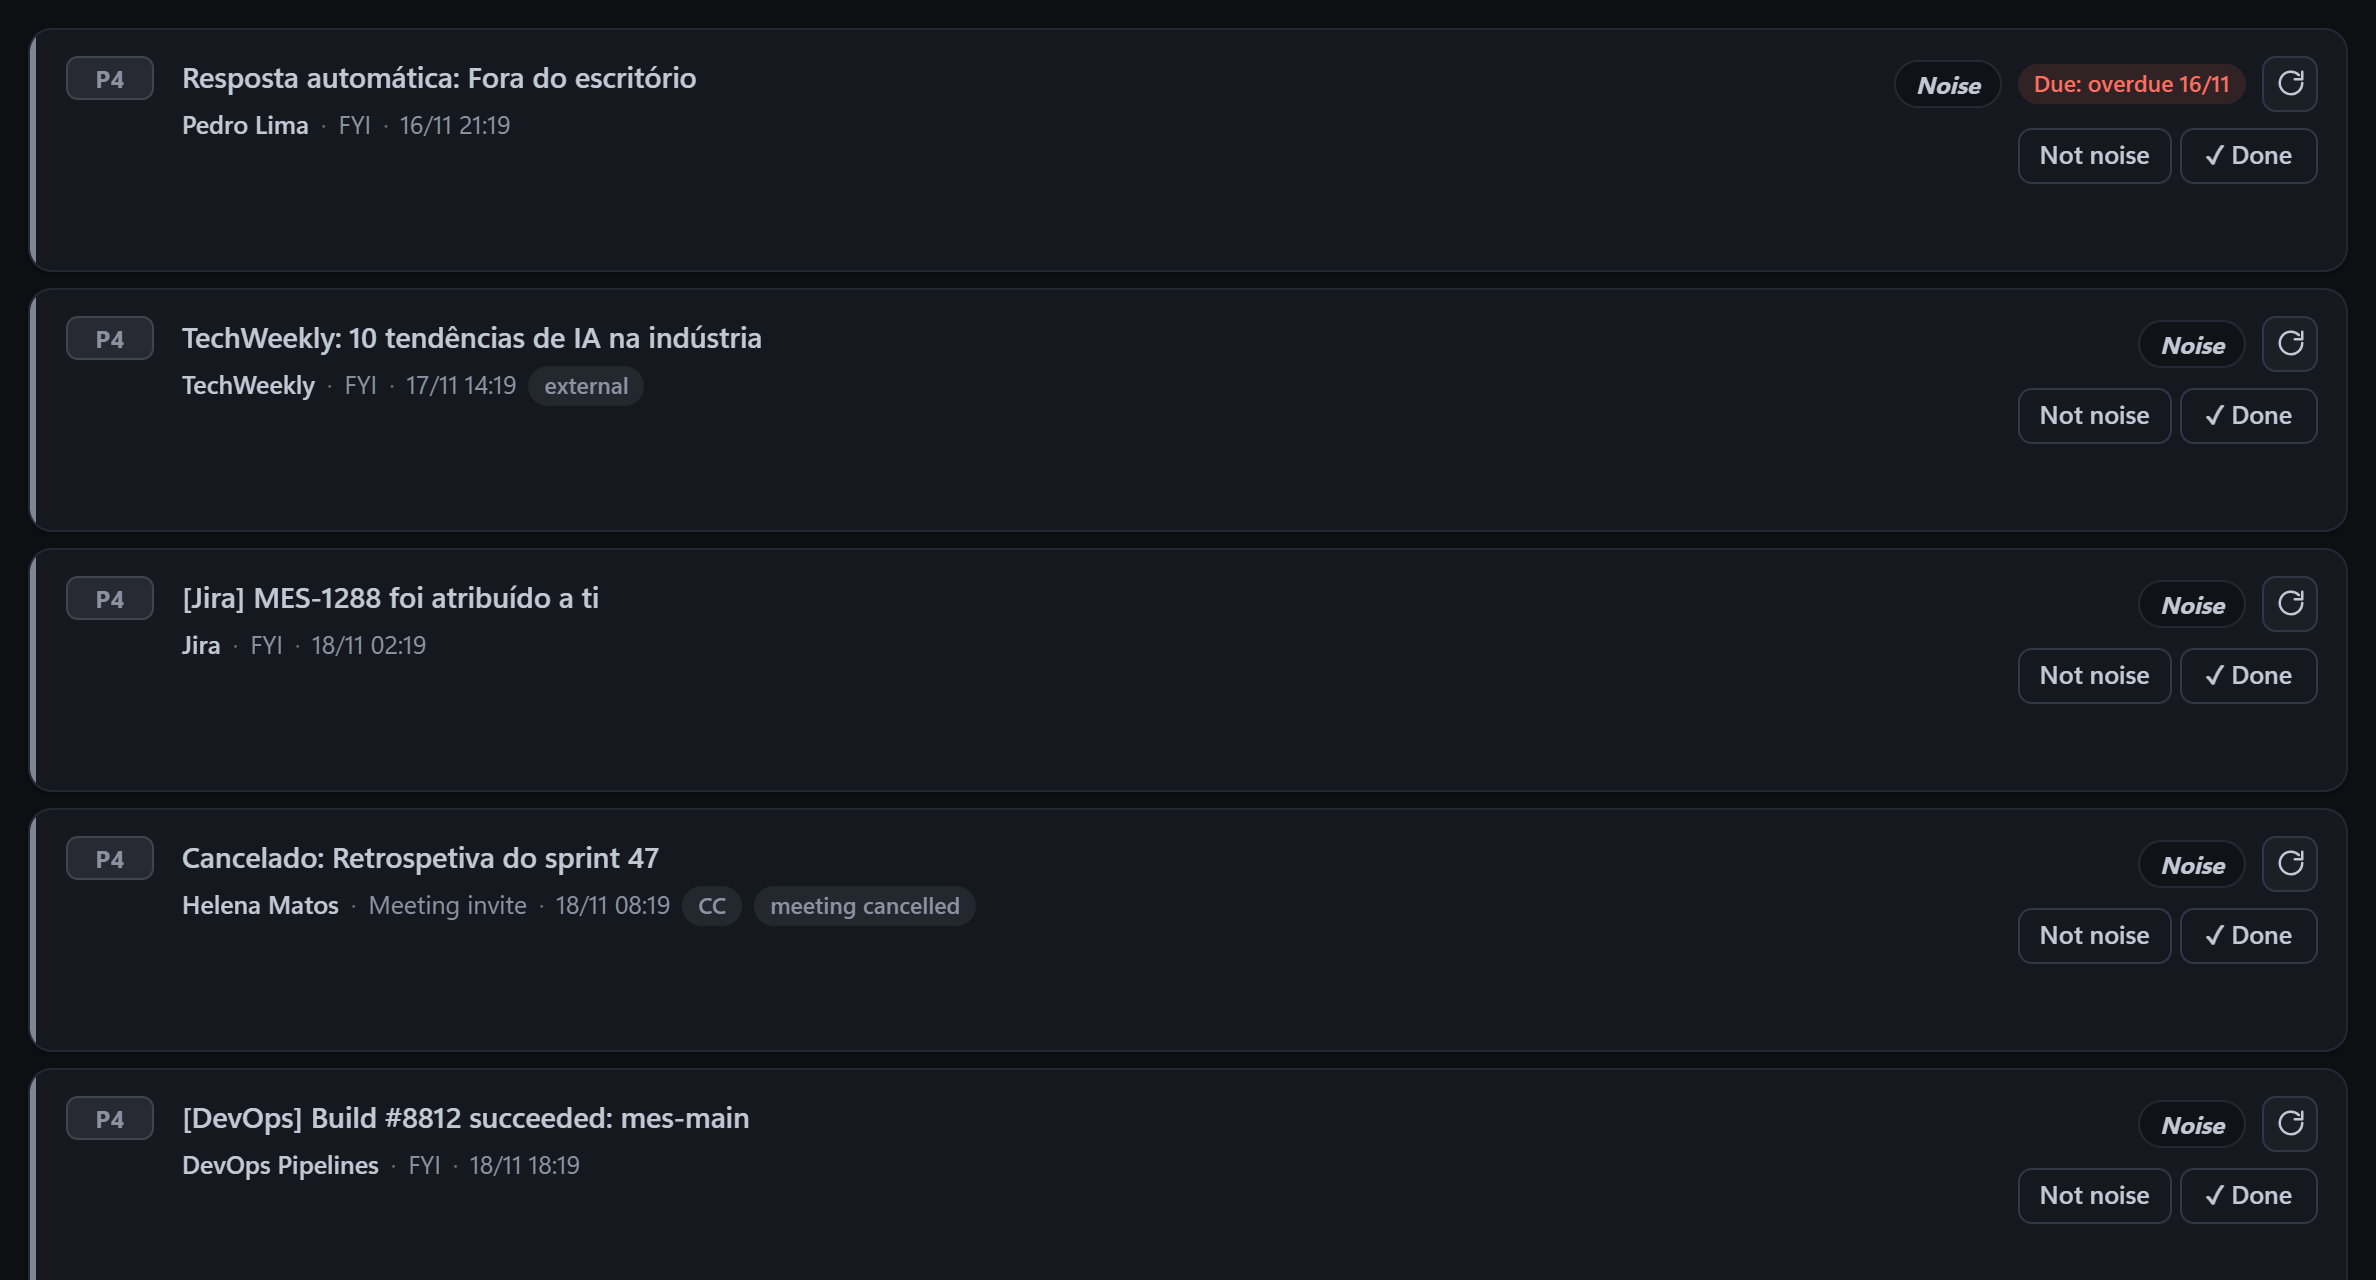 P4 Resposta automática: Fora do escritório Noise Due: overdue 16/11
Pedro Lima · FYI · 16/11 21:19
Not noise ✓ Done
P4 TechWeekly: 10 tendências de IA na indústria Noise
TechWeekly · FYI · 17/11 14:19 external
Not noise ✓ Done
P4 [Jira] MES-1288 foi atribuído a ti Noise
Jira · FYI · 18/11 02:19
Not noise ✓ Done
P4 Cancelado: Retrospetiva do sprint 47 Noise
Helena Matos · Meeting invite · 18/11 08:19 CC meeting cancelled
Not noise ✓ Done
P4 [DevOps] Build #8812 succeeded: mes-main Noise
DevOps Pipelines · FYI · 18/11 18:19
Not noise ✓ Done